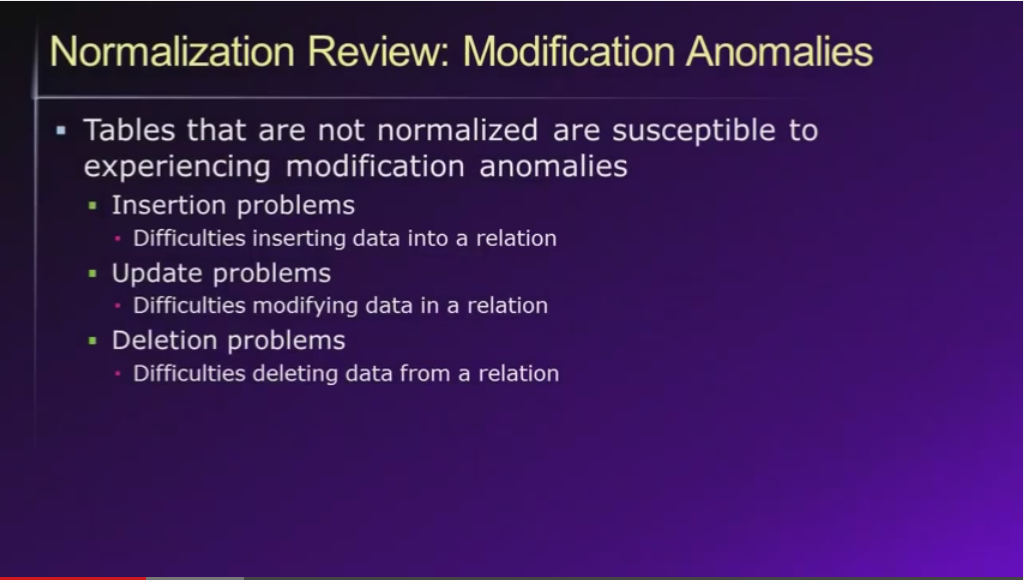 Normalization Review: Modification Anomalies
Tables that are not normalized are susceptible to
experiencing modification anomalies
Insertion problems
Difficulties inserting data into a relation
Update problems
Difficulties modifying data in a relation
Deletion problems
Difficulties deleting data from a relation